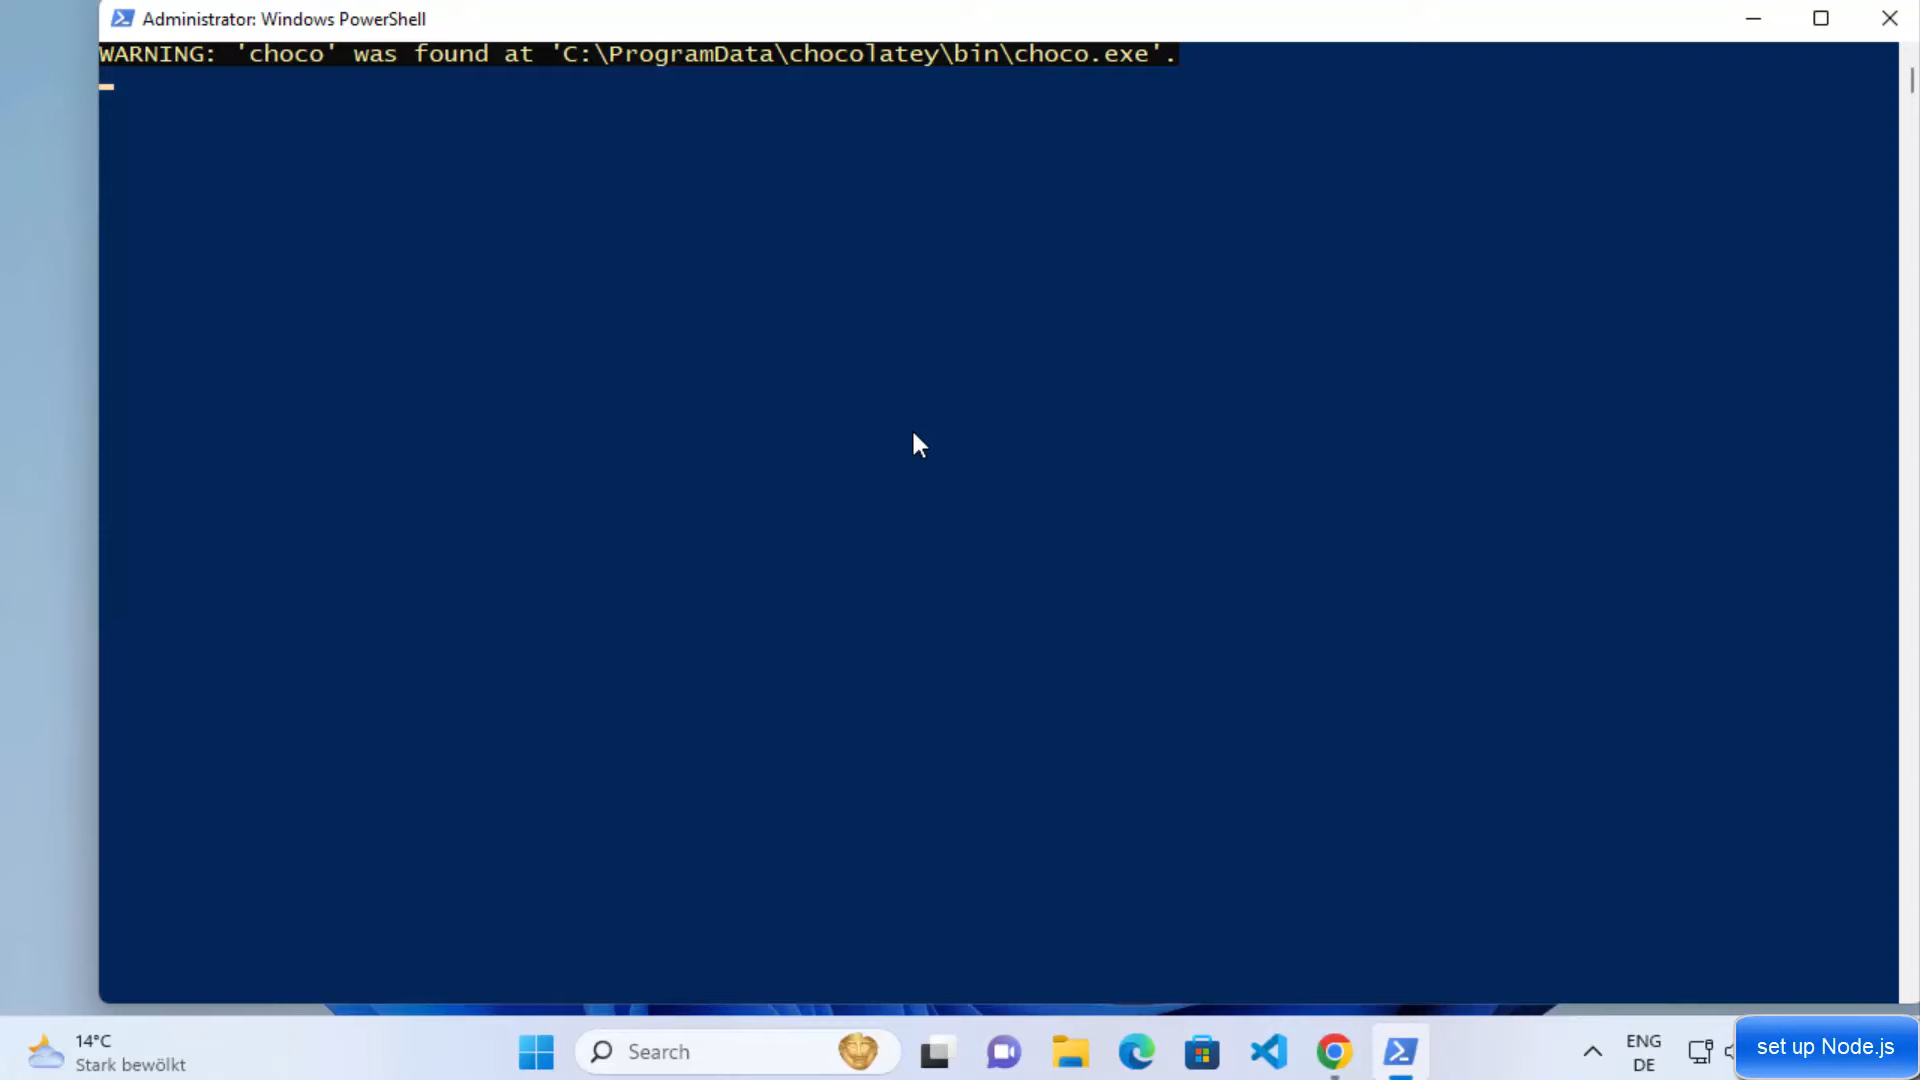 Administrator: Windows PowerShell
WARNING: 'choco' was found at 'C:\ProgramData\chocolatey\bin\choco.exe'.
14°C
Stark bewölkt
Search
ENG
DE
set up Node.js